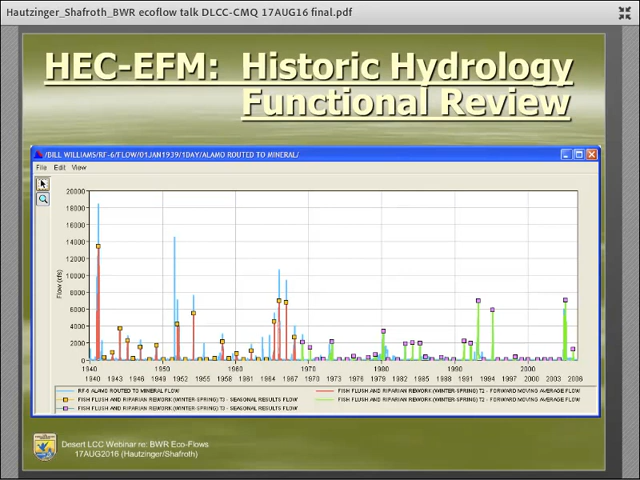 Hautzinger_Shafroth_BWR ecoflow talk DLCC-CMQ 17AUG16 final.pdf
HEC-EFM: Historic Hydrology
Functional Review
/BILL WILLIAMS/RF-6/FLOW/01JAN1939/1DAY/ALAMO ROUTED TO MINERAL/
File Edit View
20000
18000
16000
14000
12000
10000
8000
6000
4000
2000
0
Flow (cfs)
1940 1950 1960 1970 1980 1990 2000
1940 1943 1946 1949 1952 1955 1958 1961 1964 1967 1970 1973 1976 1979 1982 1985 1988 1991 1994 1997 2000 2003 2006
RF-6 ALAMO ROUTED TO MINERAL FLOW
FISH FLUSH AND RIPARIAN REWORK (WINTER-SPRING) T3 - FORWARD MOVING AVERAGE FLOW
FISH FLUSH AND RIPARIAN REWORK (WINTER-SPRING) T3 - SEASONAL RESULTS FLOW
FISH FLUSH AND RIPARIAN REWORK (WINTER-SPRING) T2 - FORWARD MOVING AVERAGE FLOW
FISH FLUSH AND RIPARIAN REWORK (WINTER-SPRING) T2 - SEASONAL RESULTS FLOW
Desert LCC Webinar re: BWR Eco-Flows
17AUG2016 (Hautzinger/Shafroth)